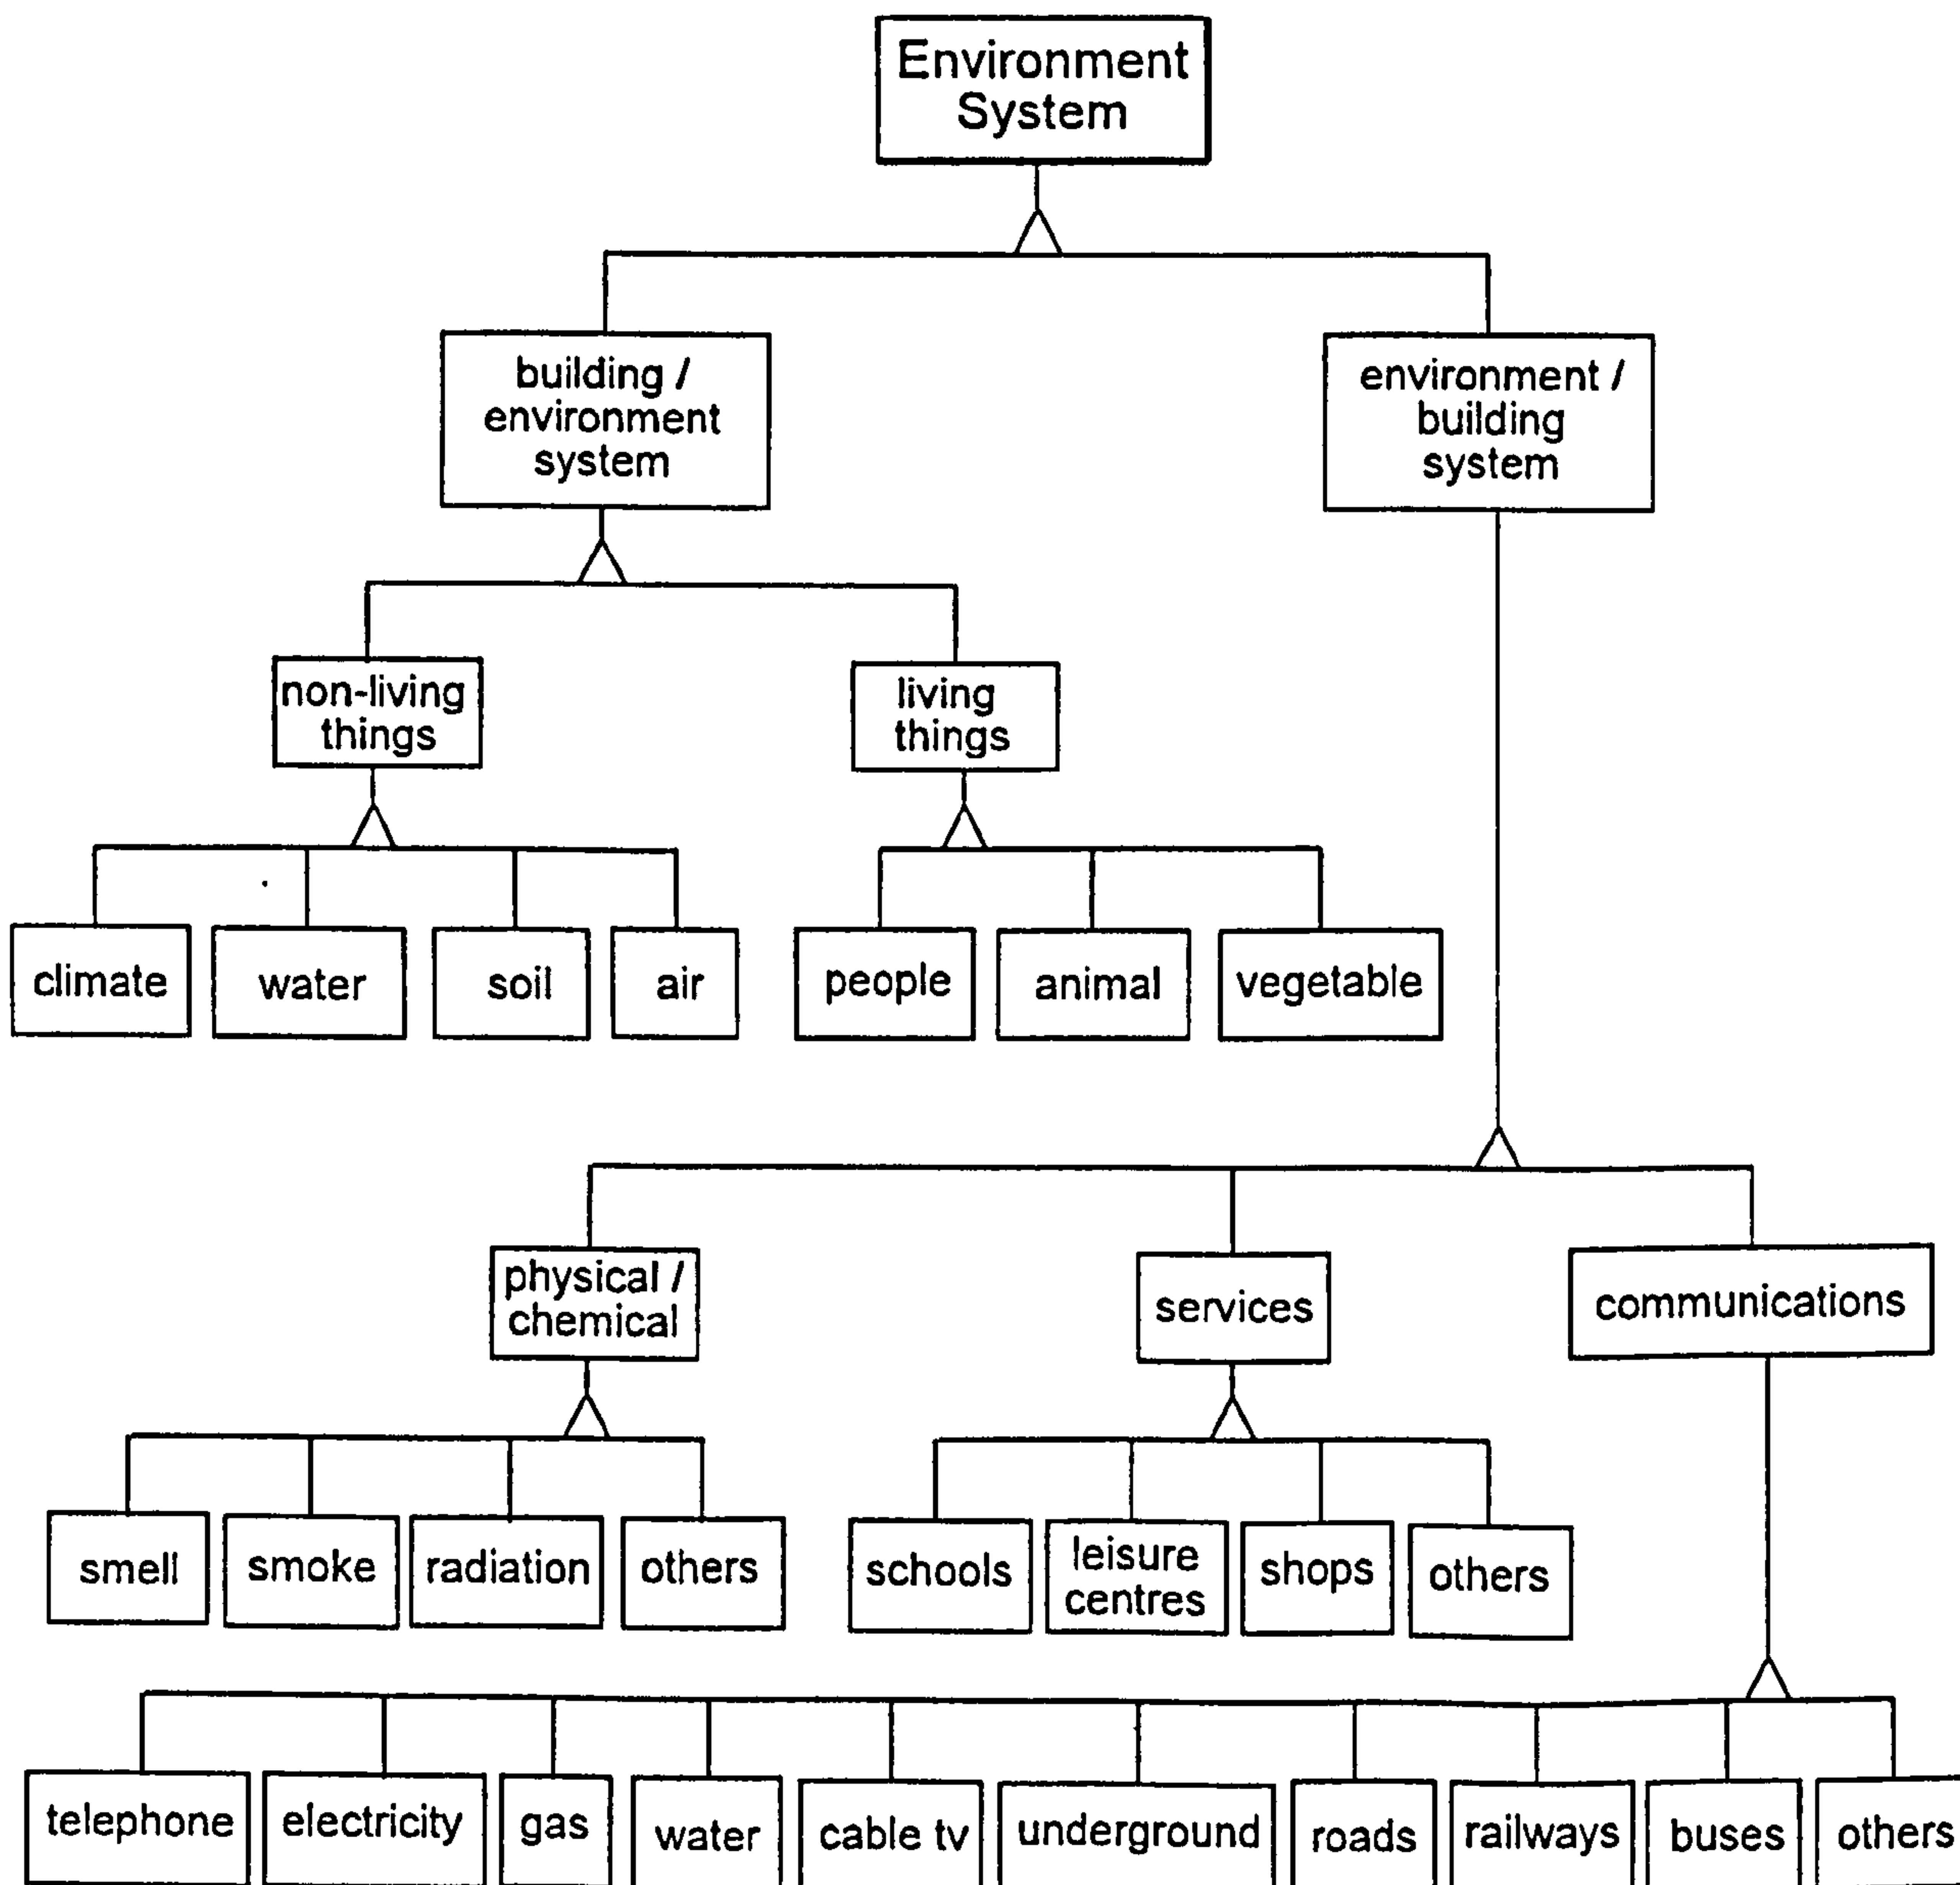 Environment
System
building /
environment
system
environment /
building
system
non-living
things
living
things
climate
water
soil
air
people
animal
vegetable
physical /
chemical
services
communications
smell
smoke
radiation
others
schools
leisure
centres
shops
others
telephone
electricity
gas
water
cable tv
underground
roads
railways
buses
others